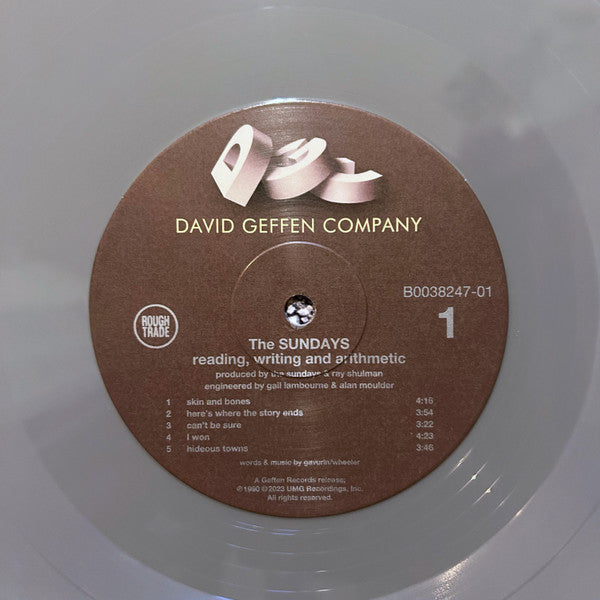 DGC
DAVID GEFFEN COMPANY
B0038247-01
1
ROUGH
TRADE
The SUNDAYS
reading, writing and arithmetic
produced by the sundays & ray shulman
engineered by gail lambourne & alan moulder
1 skin and bones 4:16
2 here's where the story ends 3:54
3 can't be sure 3:22
4 I won 4:23
5 hideous towns 3:46
words & music by gavurin/wheeler
A Geffen Records release;
℗1990 ©2023 UMG Recordings, Inc.
All rights reserved.